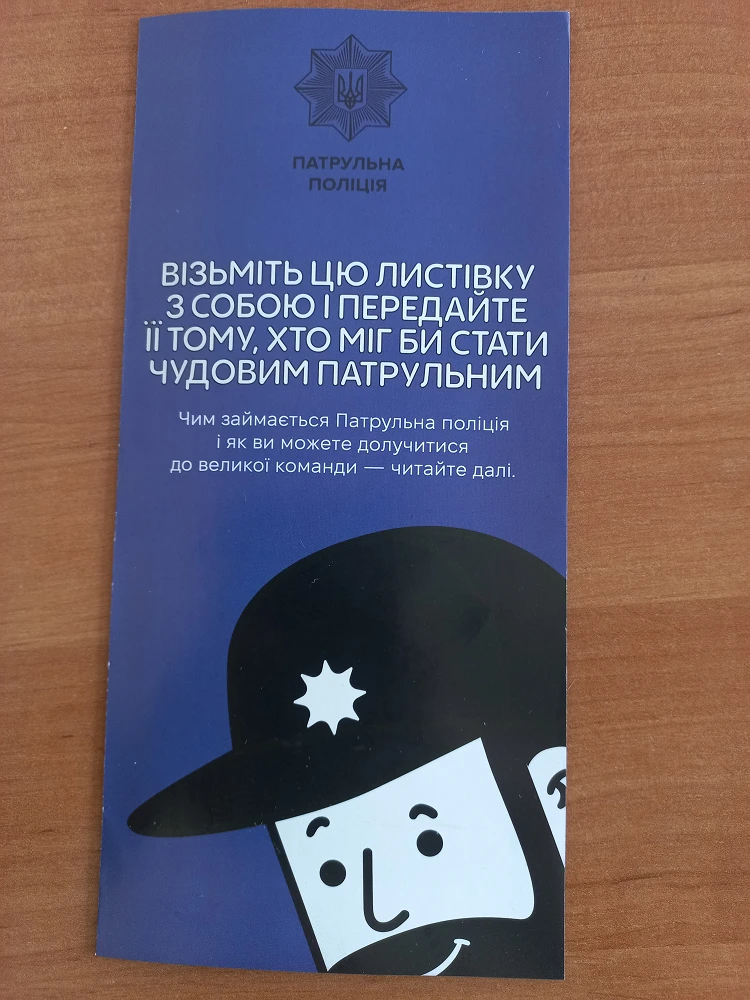 ПАТРУЛЬНА
ПОЛІЦІЯ
ВІЗЬМІТЬ ЦЮ ЛИСТІВКУ
З СОБОЮ І ПЕРЕДАЙТЕ
ЇЇ ТОМУ, ХТО МІГ БИ СТАТИ
ЧУДОВИМ ПАТРУЛЬНИМ
Чим займається Патрульна поліція
і як ви можете долучитися
до великої команди — читайте далі.